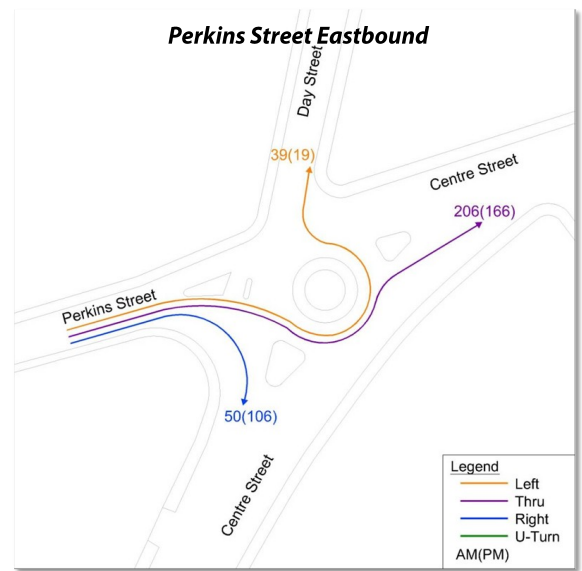 Perkins Street Eastbound
Day Street
39(19)
Centre Street
206(166)
Perkins Street
50(106)
Centre Street
Legend
Left
Thru
Right
U-Turn
AM(PM)